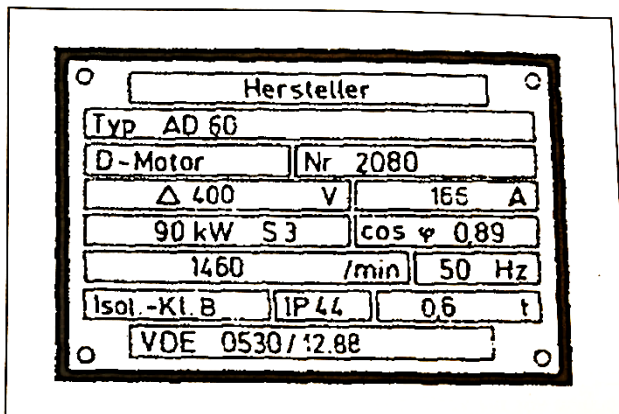 Hersteller
Typ AD 60
D-Motor Nr 2080
Δ 400 V 165 A
90 kW S3 cos φ 0,89
1460 /min 50 Hz
Isol.-Kl. B IP 44 0,6 t
VDE 0530/12.88